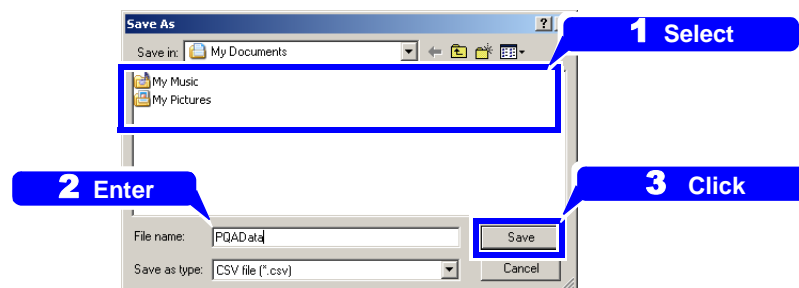 Save As
1 Select
Save in: My Documents
My Music
My Pictures
2 Enter
3 Click
File name: PQAData
Save
Save as type: CSV file (*.csv)
Cancel